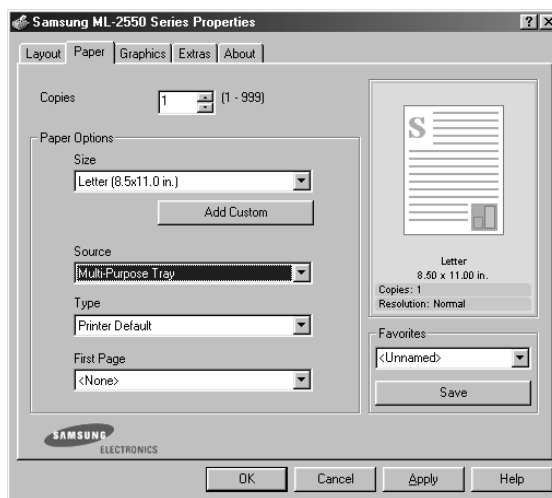 Samsung ML-2550 Series Properties
Layout Paper Graphics Extras About
Copies 1 (1 - 999)
Paper Options
Size
Letter (8.5x11.0 in.)
Add Custom
Source
Multi-Purpose Tray
Type
Printer Default
First Page
<None>
S
Letter
8.50 x 11.00 in.
Copies: 1
Resolution: Normal
Favorites
<Unnamed>
Save
SAMSUNG
ELECTRONICS
OK Cancel Apply Help